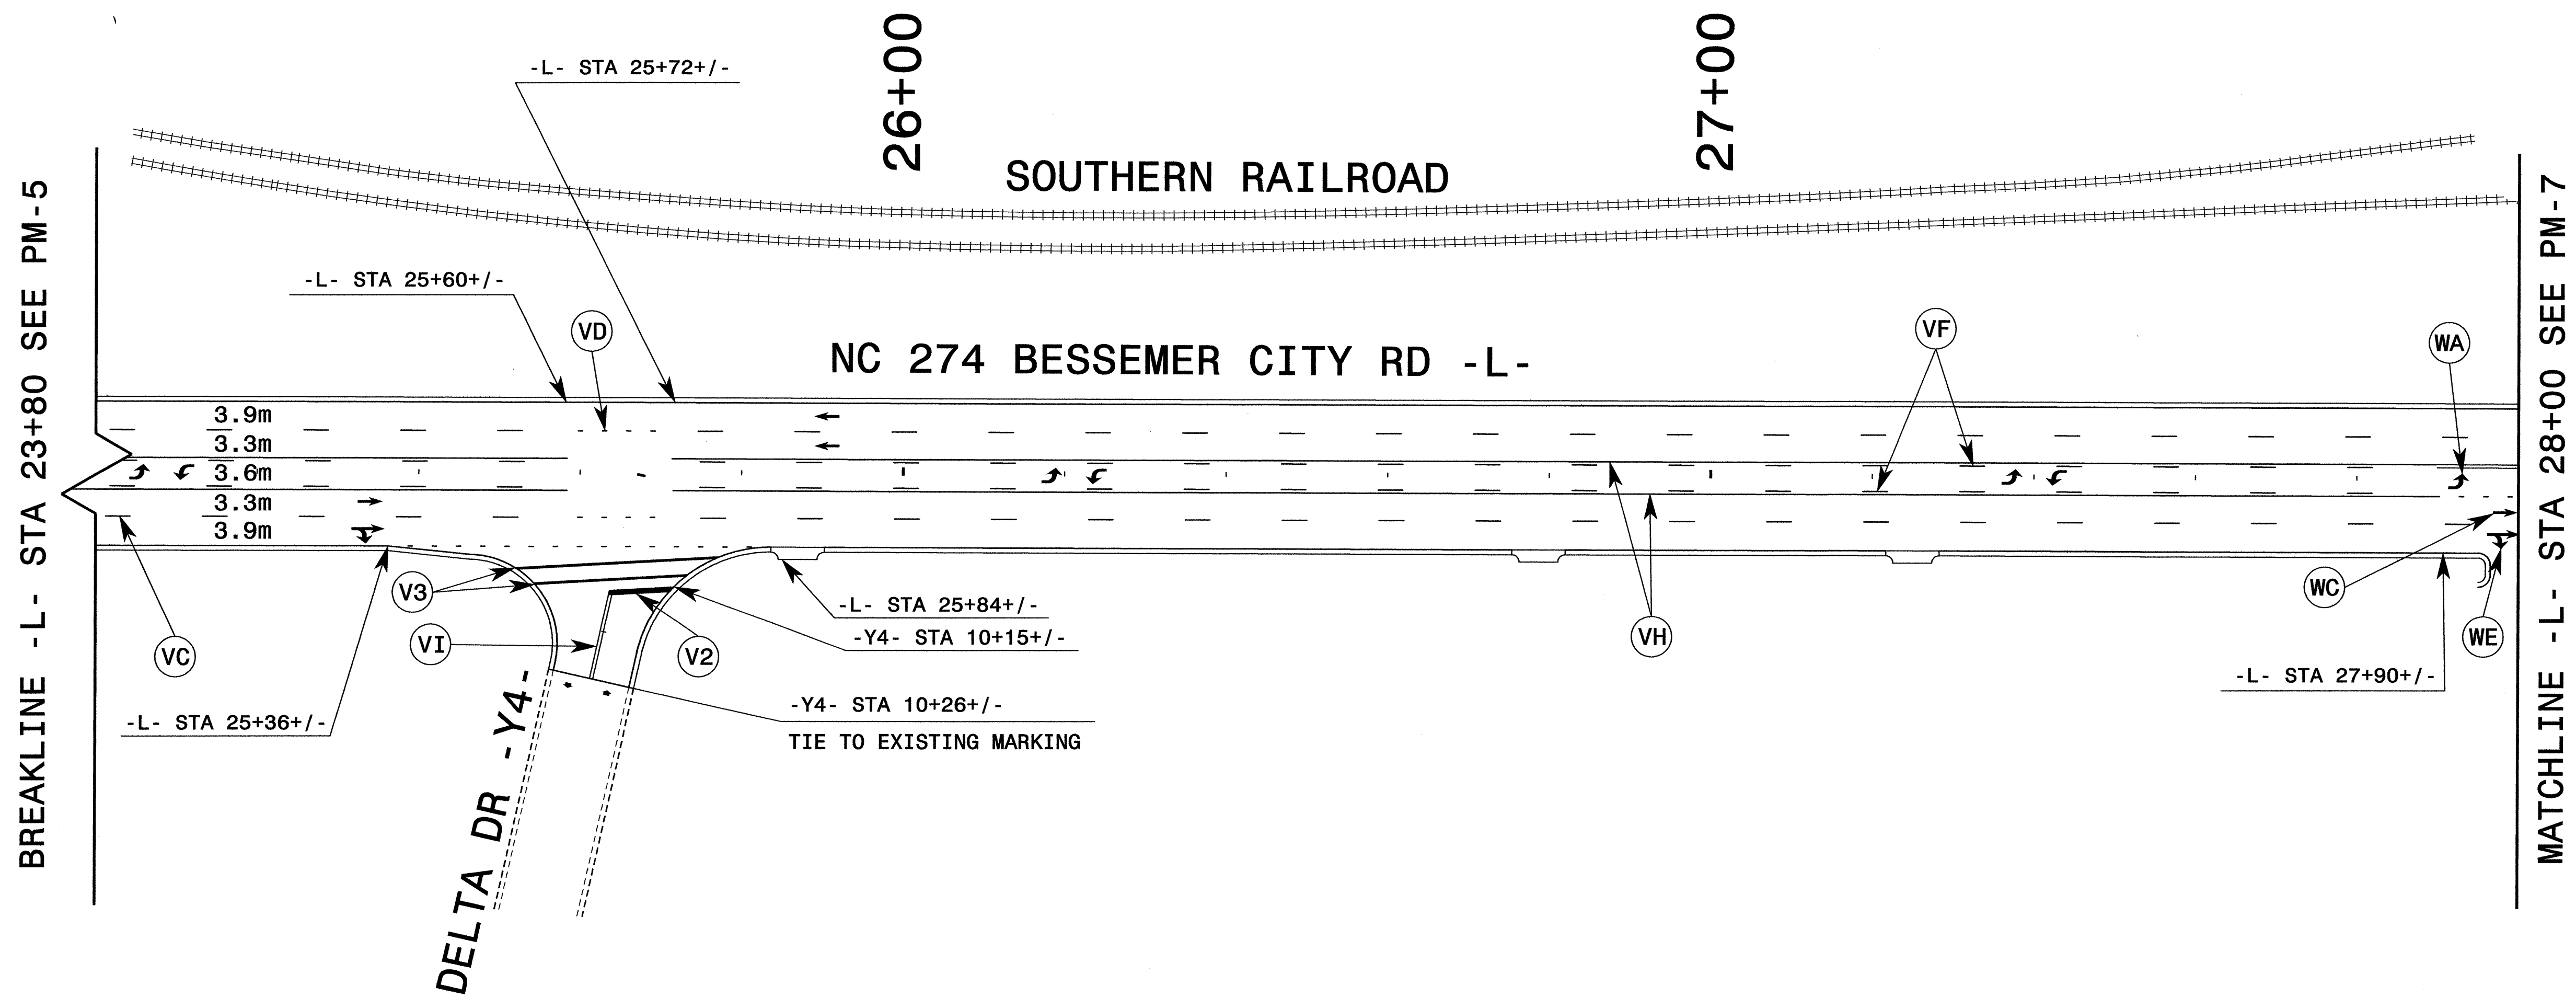 26+00
27+00
-L- STA 25+72+/-
SOUTHERN RAILROAD
BREAKLINE -L- STA 23+80 SEE PM-5
MATCHLINE -L- STA 28+00 SEE PM-7
-L- STA 25+60+/-
VD
VF
WA
NC 274 BESSEMER CITY RD -L-
3.9m
3.3m
3.6m
3.3m
3.9m
V3
VI
V2
VC
VH
WC
WE
-L- STA 25+84+/-
-Y4- STA 10+15+/-
-L- STA 27+90+/-
-L- STA 25+36+/-
-Y4- STA 10+26+/-
TIE TO EXISTING MARKING
DELTA DR -Y4-